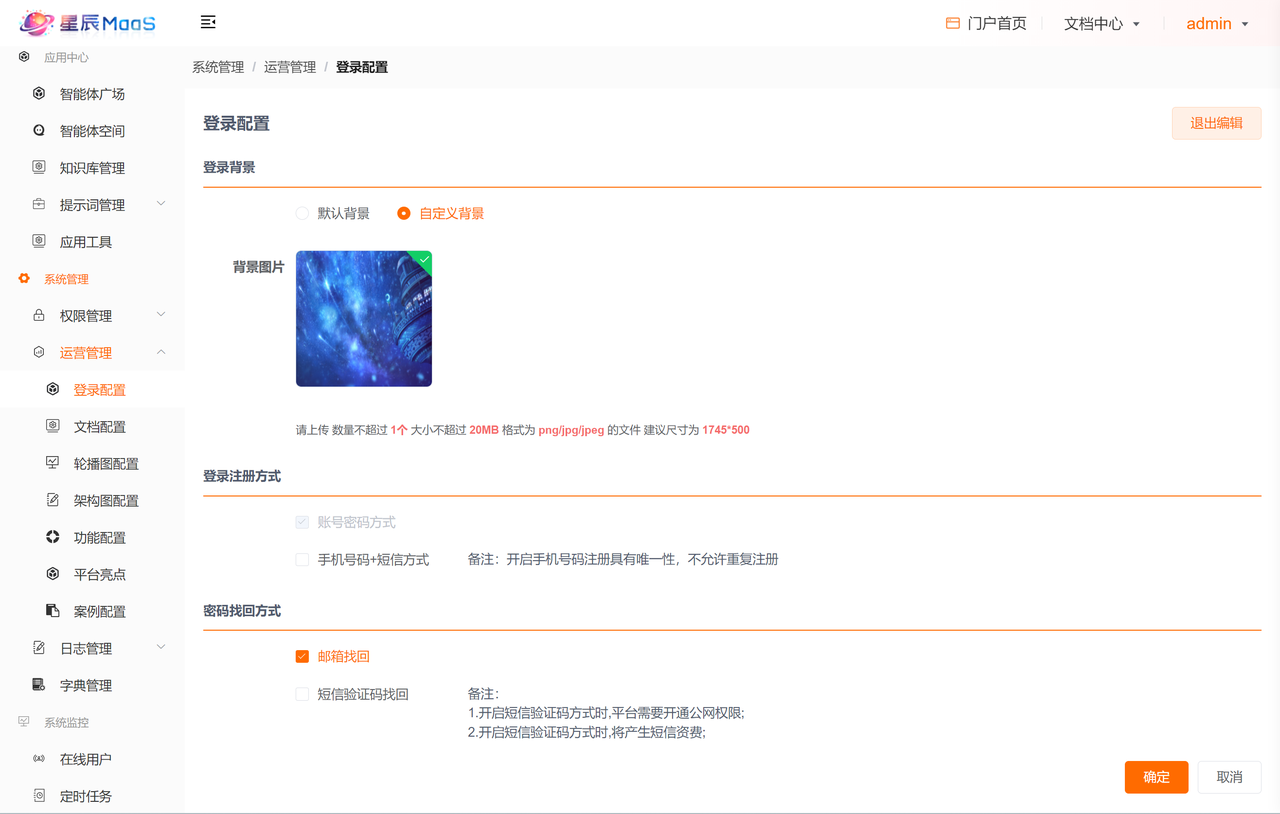 星辰MaaS
门户首页
文档中心
admin
应用中心
智能体广场
智能体空间
知识库管理
提示词管理
应用工具
系统管理
权限管理
运营管理
登录配置
文档配置
轮播图配置
架构图配置
功能配置
平台亮点
案例配置
日志管理
字典管理
系统监控
在线用户
定时任务
系统管理 / 运营管理 / 登录配置
登录配置
退出编辑
登录背景
默认背景
自定义背景
背景图片
请上传 数量不超过 1个 大小不超过 20MB 格式为 png/jpg/jpeg 的文件 建议尺寸为 1745*500
登录注册方式
账号密码方式
手机号码+短信方式
备注：开启手机号码注册具有唯一性，不允许重复注册
密码找回方式
邮箱找回
短信验证码找回
备注：
1.开启短信验证码方式时,平台需要开通公网权限;
2.开启短信验证码方式时,将产生短信资费;
确定
取消